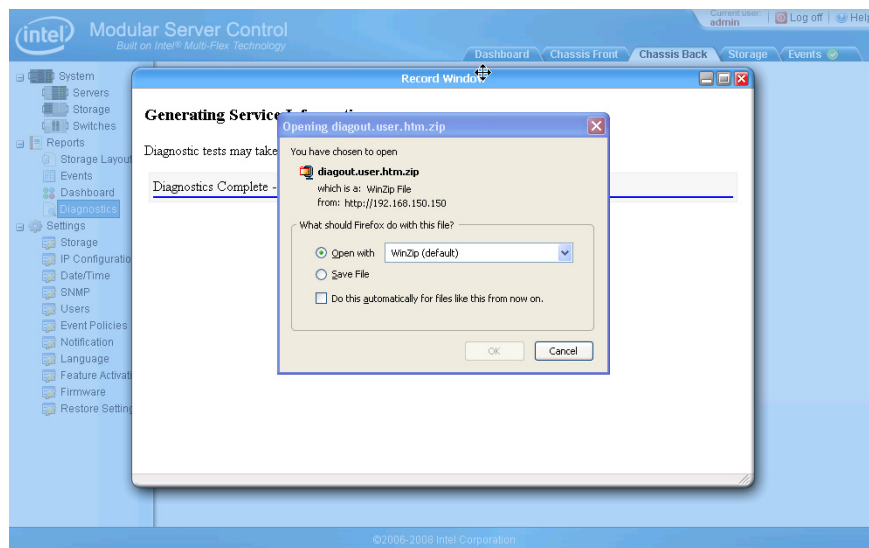 intel
Modular Server Control
Built on Intel® Multi-Flex Technology
Current user:
admin
Log off
Help
Dashboard
Chassis Front
Chassis Back
Storage
Events
System
Servers
Storage
Switches
Reports
Storage Layout
Events
Dashboard
Diagnostics
Settings
Storage
IP Configuratio
Date/Time
SNMP
Users
Event Policies
Notification
Language
Feature Activati
Firmware
Restore Setting
Record Window
Generating Service
Diagnostic tests may take
Diagnostics Complete -
Opening diagout.user.htm.zip
You have chosen to open
diagout.user.htm.zip
which is a: WinZip File
from: http://192.168.150.150
What should Firefox do with this file?
Open with
WinZip (default)
Save File
Do this automatically for files like this from now on.
OK
Cancel
©2006-2008 Intel Corporation